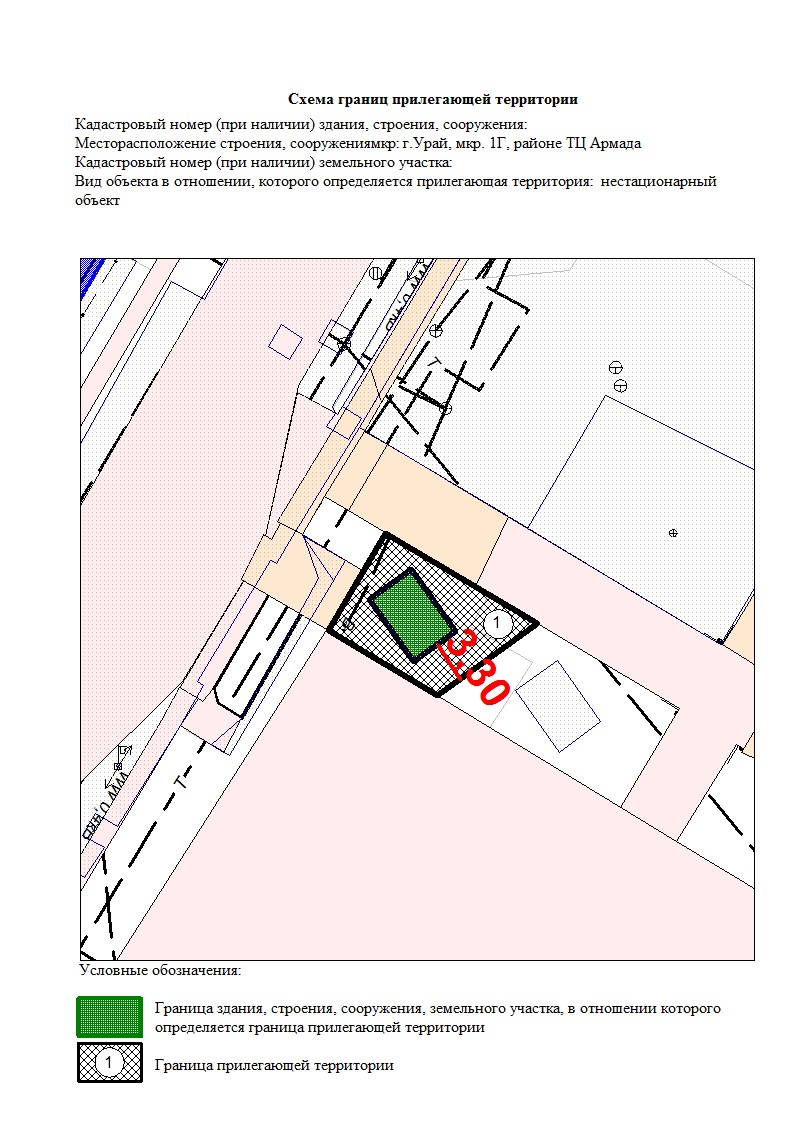 Схема границ прилегающей территории
Кадастровый номер (при наличии) здания, строения, сооружения:
Месторасположение строения, сооружениямкр: г.Урай, мкр. 1Г, районе ТЦ Армада
Кадастровый номер (при наличии) земельного участка:
Вид объекта в отношении, которого определяется прилегающая территория: нестационарный
объект
Т
1
3,30
Т
Условные обозначения:
Граница здания, строения, сооружения, земельного участка, в отношении которого
определяется граница прилегающей территории
1
Граница прилегающей территории